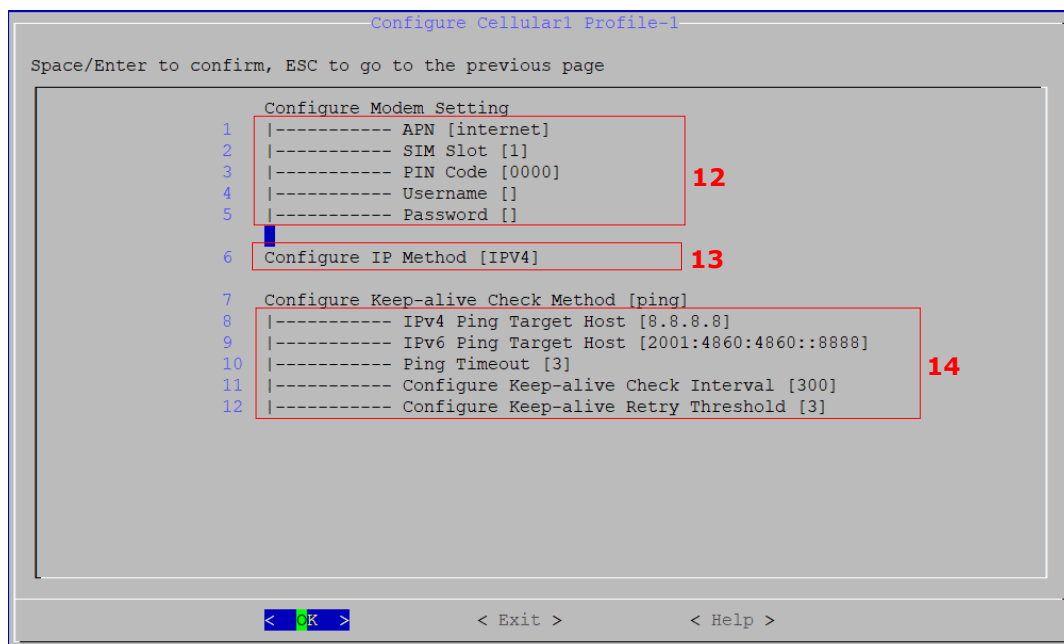 Configure Cellular1 Profile-1
Space/Enter to confirm, ESC to go to the previous page
Configure Modem Setting
1 |----------- APN [internet]
2 |----------- SIM Slot [1]
3 |----------- PIN Code [0000]
4 |----------- Username []
5 |----------- Password []
12
6 Configure IP Method [IPV4]
13
7 Configure Keep-alive Check Method [ping]
8 |----------- IPv4 Ping Target Host [8.8.8.8]
9 |----------- IPv6 Ping Target Host [2001:4860:4860::8888]
10 |----------- Ping Timeout [3]
11 |----------- Configure Keep-alive Check Interval [300]
12 |----------- Configure Keep-alive Retry Threshold [3]
14
< OK > < Exit > < Help >